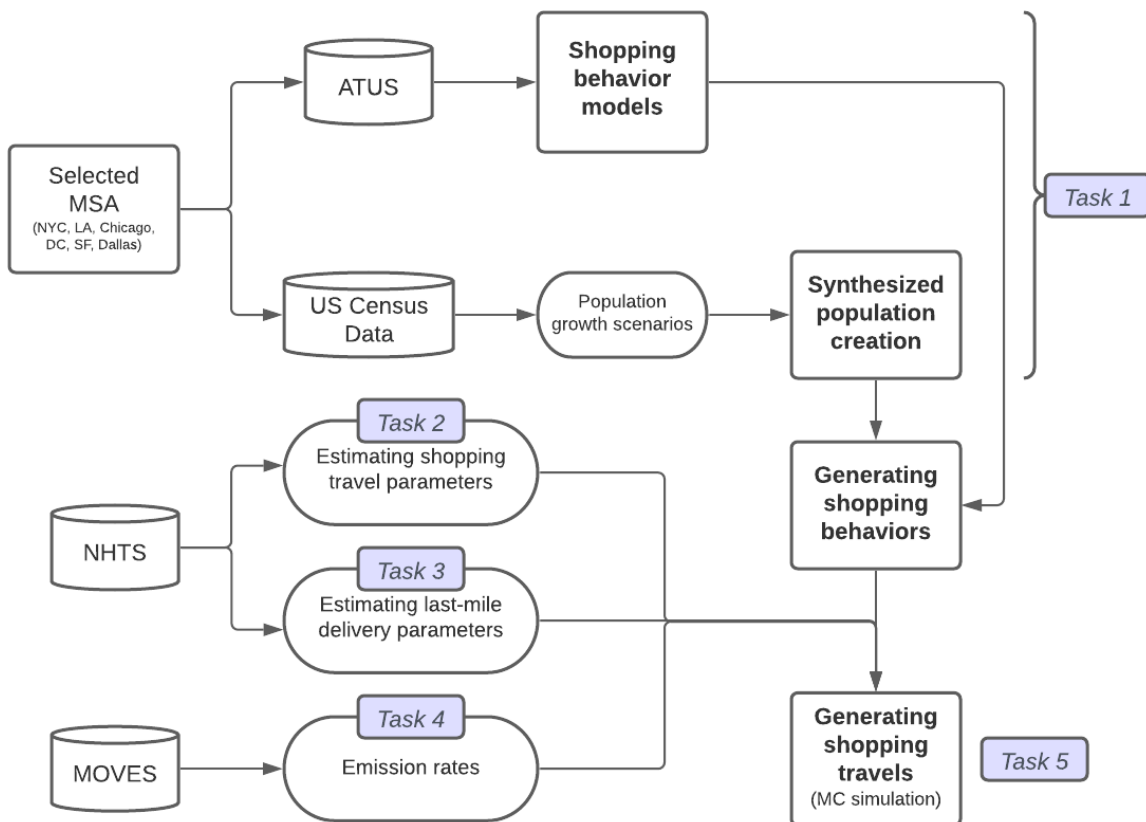 ATUS
Shopping
behavior
models
Selected
MSA
(NYC, LA, Chicago,
DC, SF, Dallas)
Task 1
US Census
Data
Population
growth scenarios
Synthesized
population
creation
Task 2
Estimating shopping
travel parameters
Generating
shopping
behaviors
NHTS
Task 3
Estimating last-mile
delivery parameters
Task 4
Emission rates
MOVES
Generating
shopping
travels
(MC simulation)
Task 5